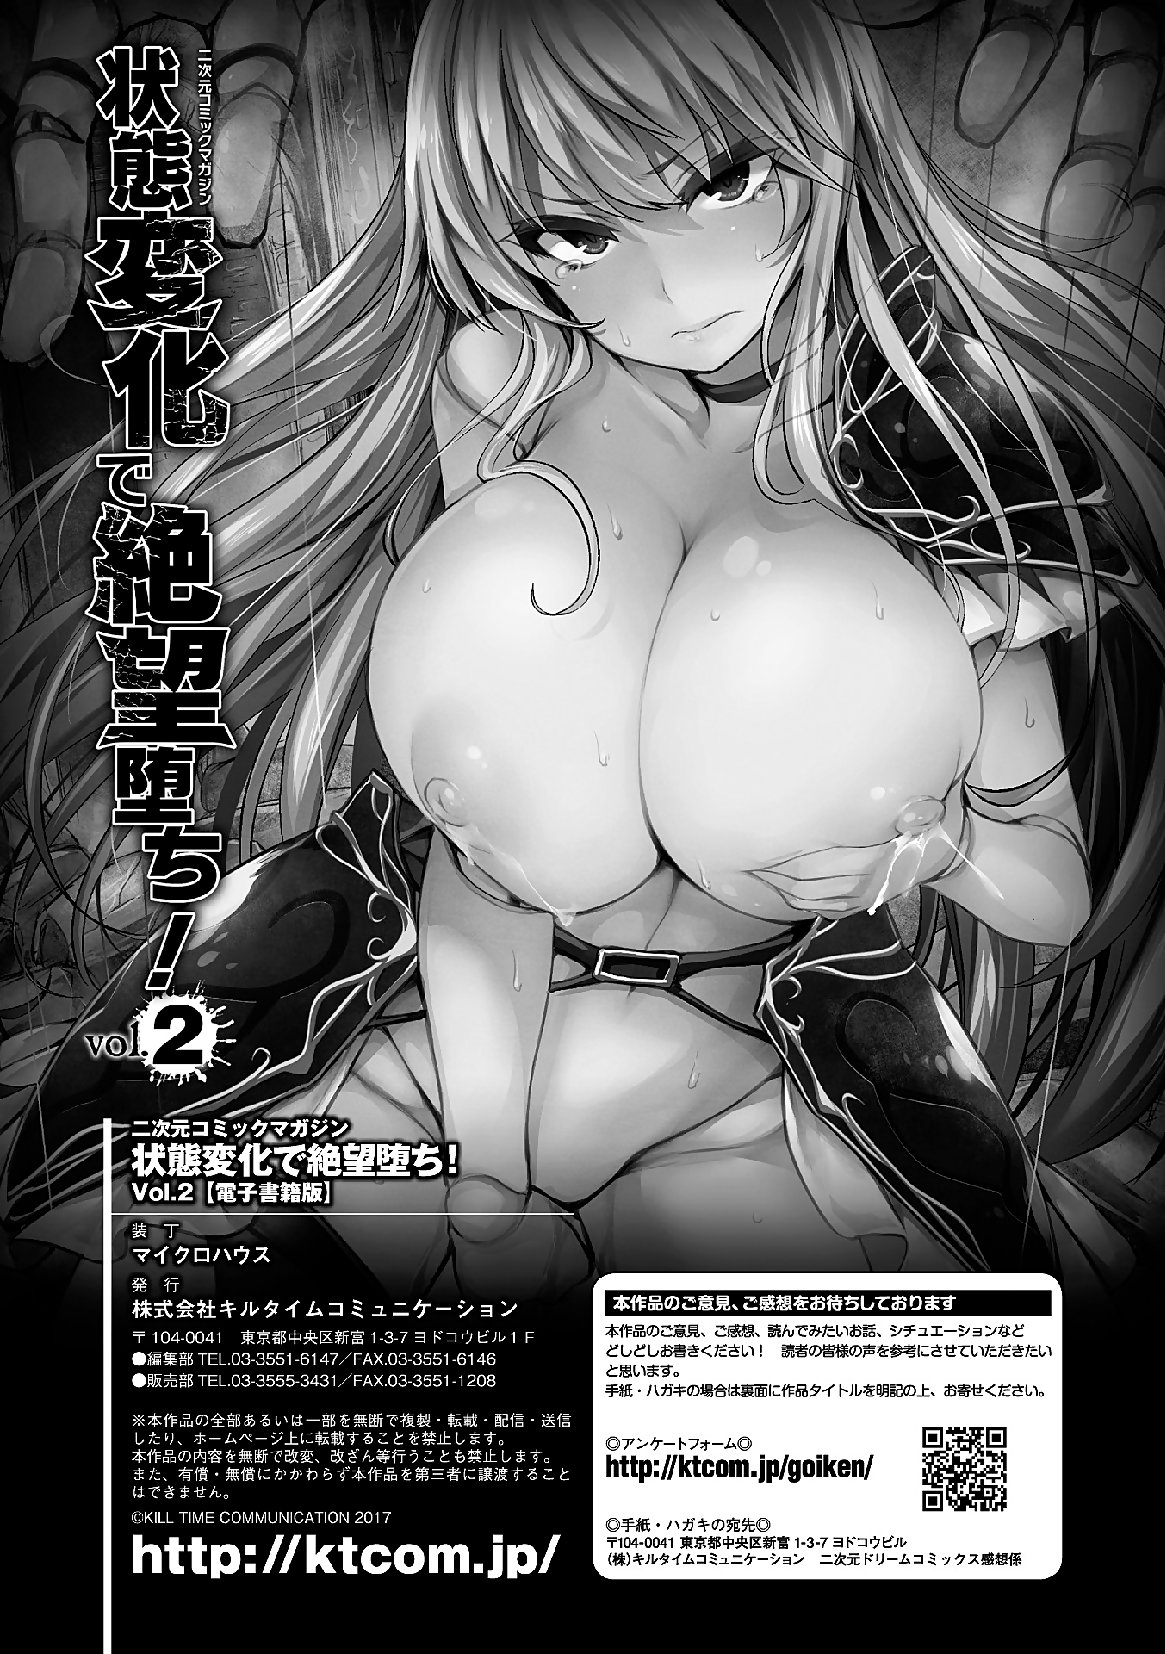 二次元コミックマガジン
状態変化で絶望堕ち!
vol.2
二次元コミックマガジン
状態変化で絶望堕ち!
Vol.2【電子書籍版】
装 丁
マイクロハウス
発 行
株式会社キルタイムコミュニケーション
〒104-0041 東京都中央区新富1-3-7ヨドコウビル1F
●編集部 TEL.03-3551-6147/FAX.03-3551-6146
●販売部 TEL.03-3555-3431/FAX.03-3551-1208
※本作品の全部あるいは一部を無断で複製・転載・配信・送信
したり、ホームページ上に転載することを禁止します。
本作品の内容を無断で改変、改ざん等行うことも禁止します。
また、有償・無償にかかわらず本作品を第三者に譲渡すること
はできません。
©KILL TIME COMMUNICATION 2017
http://ktcom.jp/
本作品のご意見、ご感想をお待ちしております
本作品のご意見、ご感想、読んでみたいお話、シチュエーションなど
どしどしお書きください! 読者の皆様の声を参考にさせていただきたい
と思います。
手紙・ハガキの場合は裏面に作品タイトルを明記の上、お寄せください。
◎アンケートフォーム◎
http://ktcom.jp/goiken/
◎手紙・ハガキの宛先◎
〒104-0041 東京都中央区新富1-3-7ヨドコウビル
(株)キルタイムコミュニケーション 二次元ドリームコミックス感想係